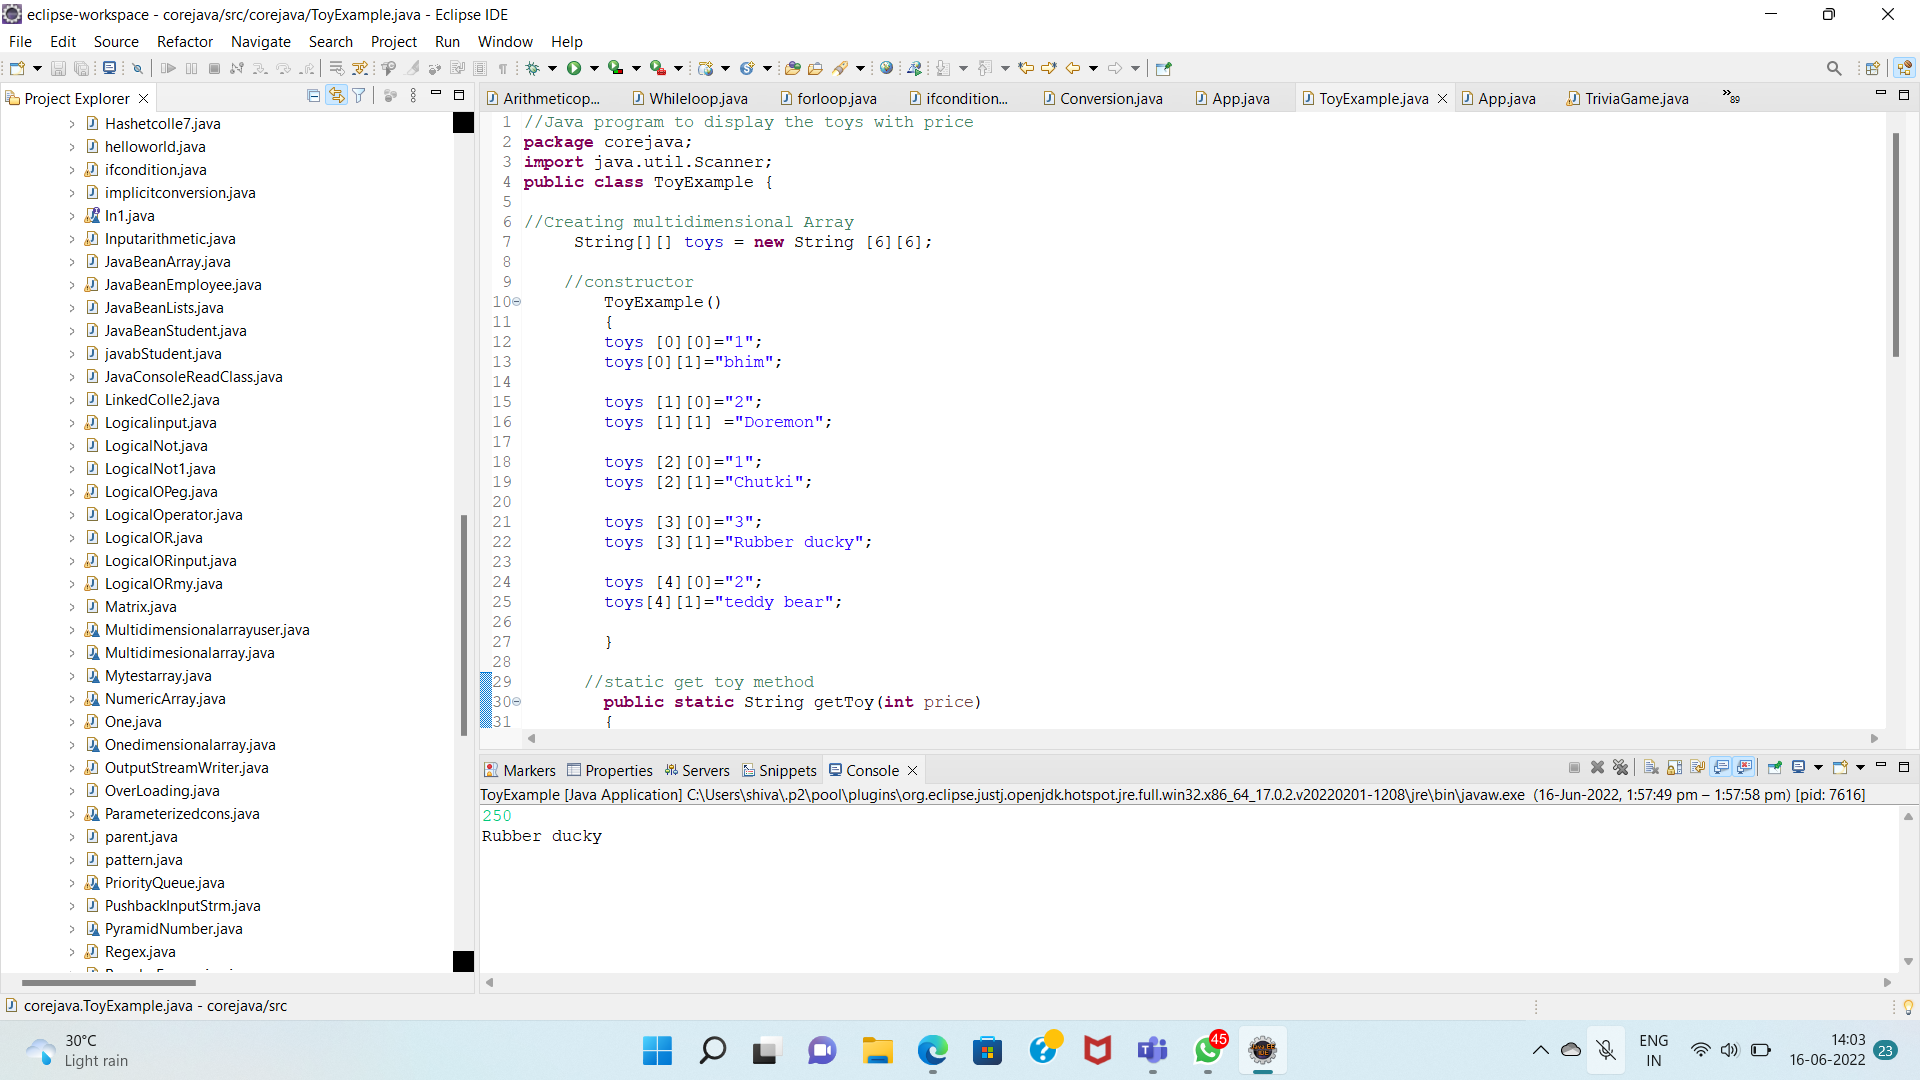 eclipse-workspace - corejava/src/corejava/ToyExample.java - Eclipse IDE
File Edit Source Refactor Navigate Search Project Run Window Help
Project Explorer
Hashetcolle7.java
helloworld.java
ifcondition.java
implicitconversion.java
In1.java
Inputarithmetic.java
JavaBeanArray.java
JavaBeanEmployee.java
JavaBeanLists.java
JavaBeanStudent.java
javabStudent.java
JavaConsoleReadClass.java
LinkedColle2.java
Logicalinput.java
LogicalNot.java
LogicalNot1.java
LogicalOPeg.java
LogicalOperator.java
LogicalOR.java
LogicalORinput.java
LogicalORmy.java
Matrix.java
Multidimensionalarrayuser.java
Multidimesionalarray.java
Mytestarray.java
NumericArray.java
One.java
Onedimensionalarray.java
OutputStreamWriter.java
OverLoading.java
Parameterizedcons.java
parent.java
pattern.java
PriorityQueue.java
PushbackInputStrm.java
PyramidNumber.java
Regex.java
Arithmeticop... Whileloop.java forloop.java ifcondition... Conversion.java App.java ToyExample.java App.java TriviaGame.java »89
1 //Java program to display the toys with price
2 package corejava;
3 import java.util.Scanner;
4 public class ToyExample {
5
6 //Creating multidimensional Array
7 String[][] toys = new String [6][6];
8
9 //constructor
10 ToyExample()
11 {
12 toys [0][0]="1";
13 toys[0][1]="bhim";
14
15 toys [1][0]="2";
16 toys [1][1] ="Doremon";
17
18 toys [2][0]="1";
19 toys [2][1]="Chutki";
20
21 toys [3][0]="3";
22 toys [3][1]="Rubber ducky";
23
24 toys [4][0]="2";
25 toys[4][1]="teddy bear";
26
27 }
28
29 //static get toy method
30 public static String getToy(int price)
31 {
Markers Properties Servers Snippets Console
ToyExample [Java Application] C:\Users\shiva\.p2\pool\plugins\org.eclipse.justj.openjdk.hotspot.jre.full.win32.x86_64_17.0.2.v20220201-1208\jre\bin\javaw.exe (16-Jun-2022, 1:57:49 pm – 1:57:58 pm) [pid: 7616]
250
Rubber ducky
corejava.ToyExample.java - corejava/src
30°C
Light rain
45
ENG
IN
14:03
16-06-2022
23